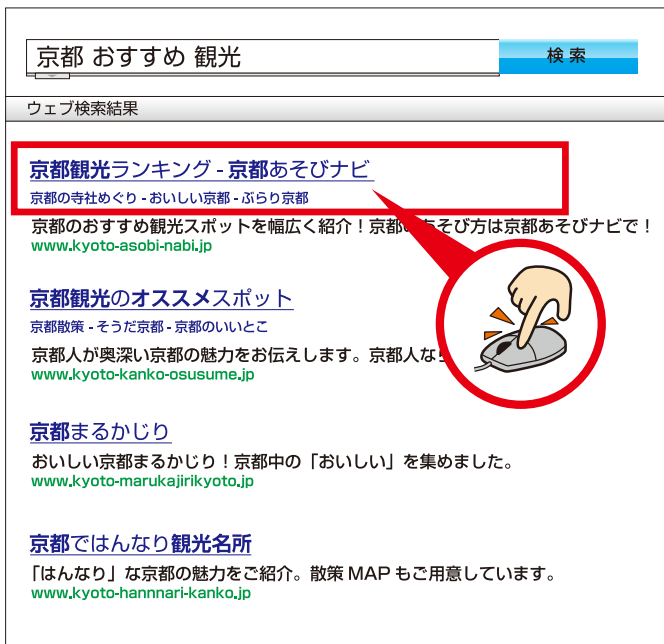 京都 おすすめ 観光
検索
ウェブ検索結果
京都観光ランキング - 京都あそびナビ
京都の寺社めぐり - おいしい京都 - ぶらり京都
京都のおすすめ観光スポットを幅広く紹介！京都 そび方は京都あそびナビで！
www.kyoto-asobi-nabi.jp
京都観光のオススメスポット
京都散策 - そうだ京都 - 京都のいいとこ
京都人が奥深い京都の魅力をお伝えします。京都人な
www.kyoto-kanko-osusume.jp
京都まるかじり
おいしい京都まるかじり！京都中の「おいしい」を集めました。
www.kyoto-marukajirikyoto.jp
京都ではんなり観光名所
「はんなり」な京都の魅力をご紹介。散策 MAP もご用意しています。
www.kyoto-hannnari-kanko.jp